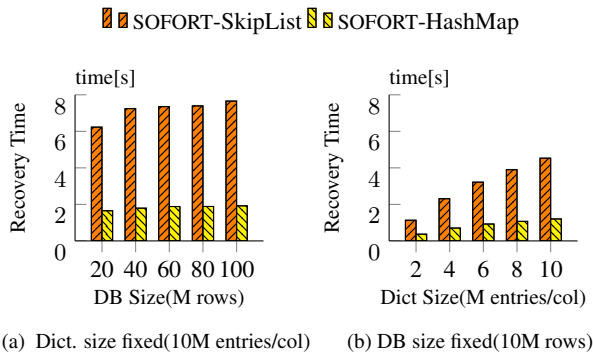 SOFORT-SkipList SOFORT-HashMap
time[s]
8
6
4
2
0
Recovery Time
20 40 60 80 100
DB Size(M rows)
(a) Dict. size fixed(10M entries/col)
time[s]
8
6
4
2
0
Recovery Time
2 4 6 8 10
Dict Size(M entries/col)
(b) DB size fixed(10M rows)